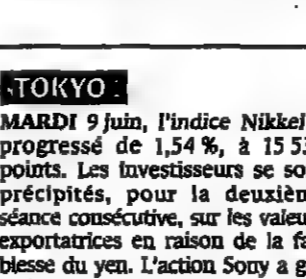 TOKYO
MARDI 9 juin, l'indice Nikkei
progressé de 1,54 %, à 15 53
points. Les investisseurs se so
précipités, pour la deuxièm
séance consécutive, sur les valeu
exportatrices en raison de la fa
blesse du yen. L'action Sony a g